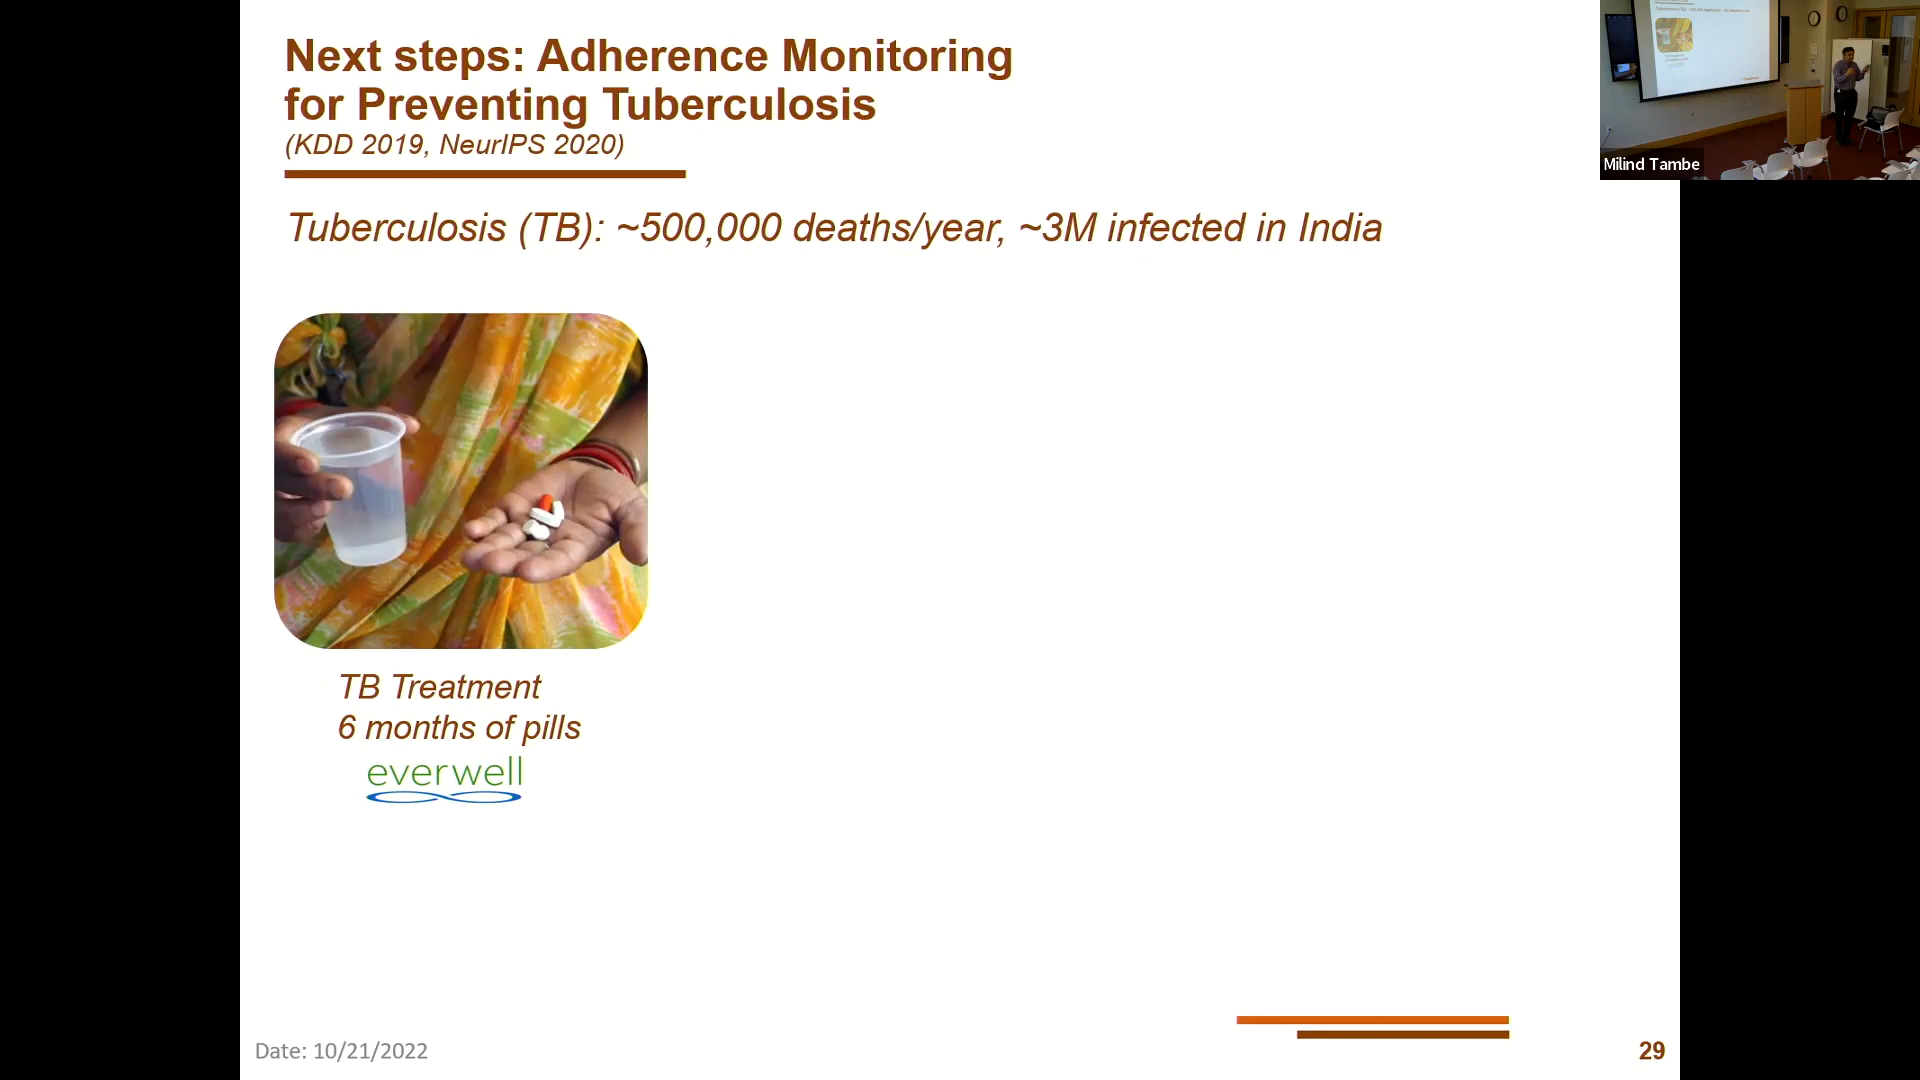 Next steps: Adherence Monitoring
for Preventing Tuberculosis
(KDD 2019, NeurIPS 2020)
Tuberculosis (TB): ~500,000 deaths/year, ~3M infected in India
TB Treatment
6 months of pills
everwell
Date: 10/21/2022
29
Milind Tambe